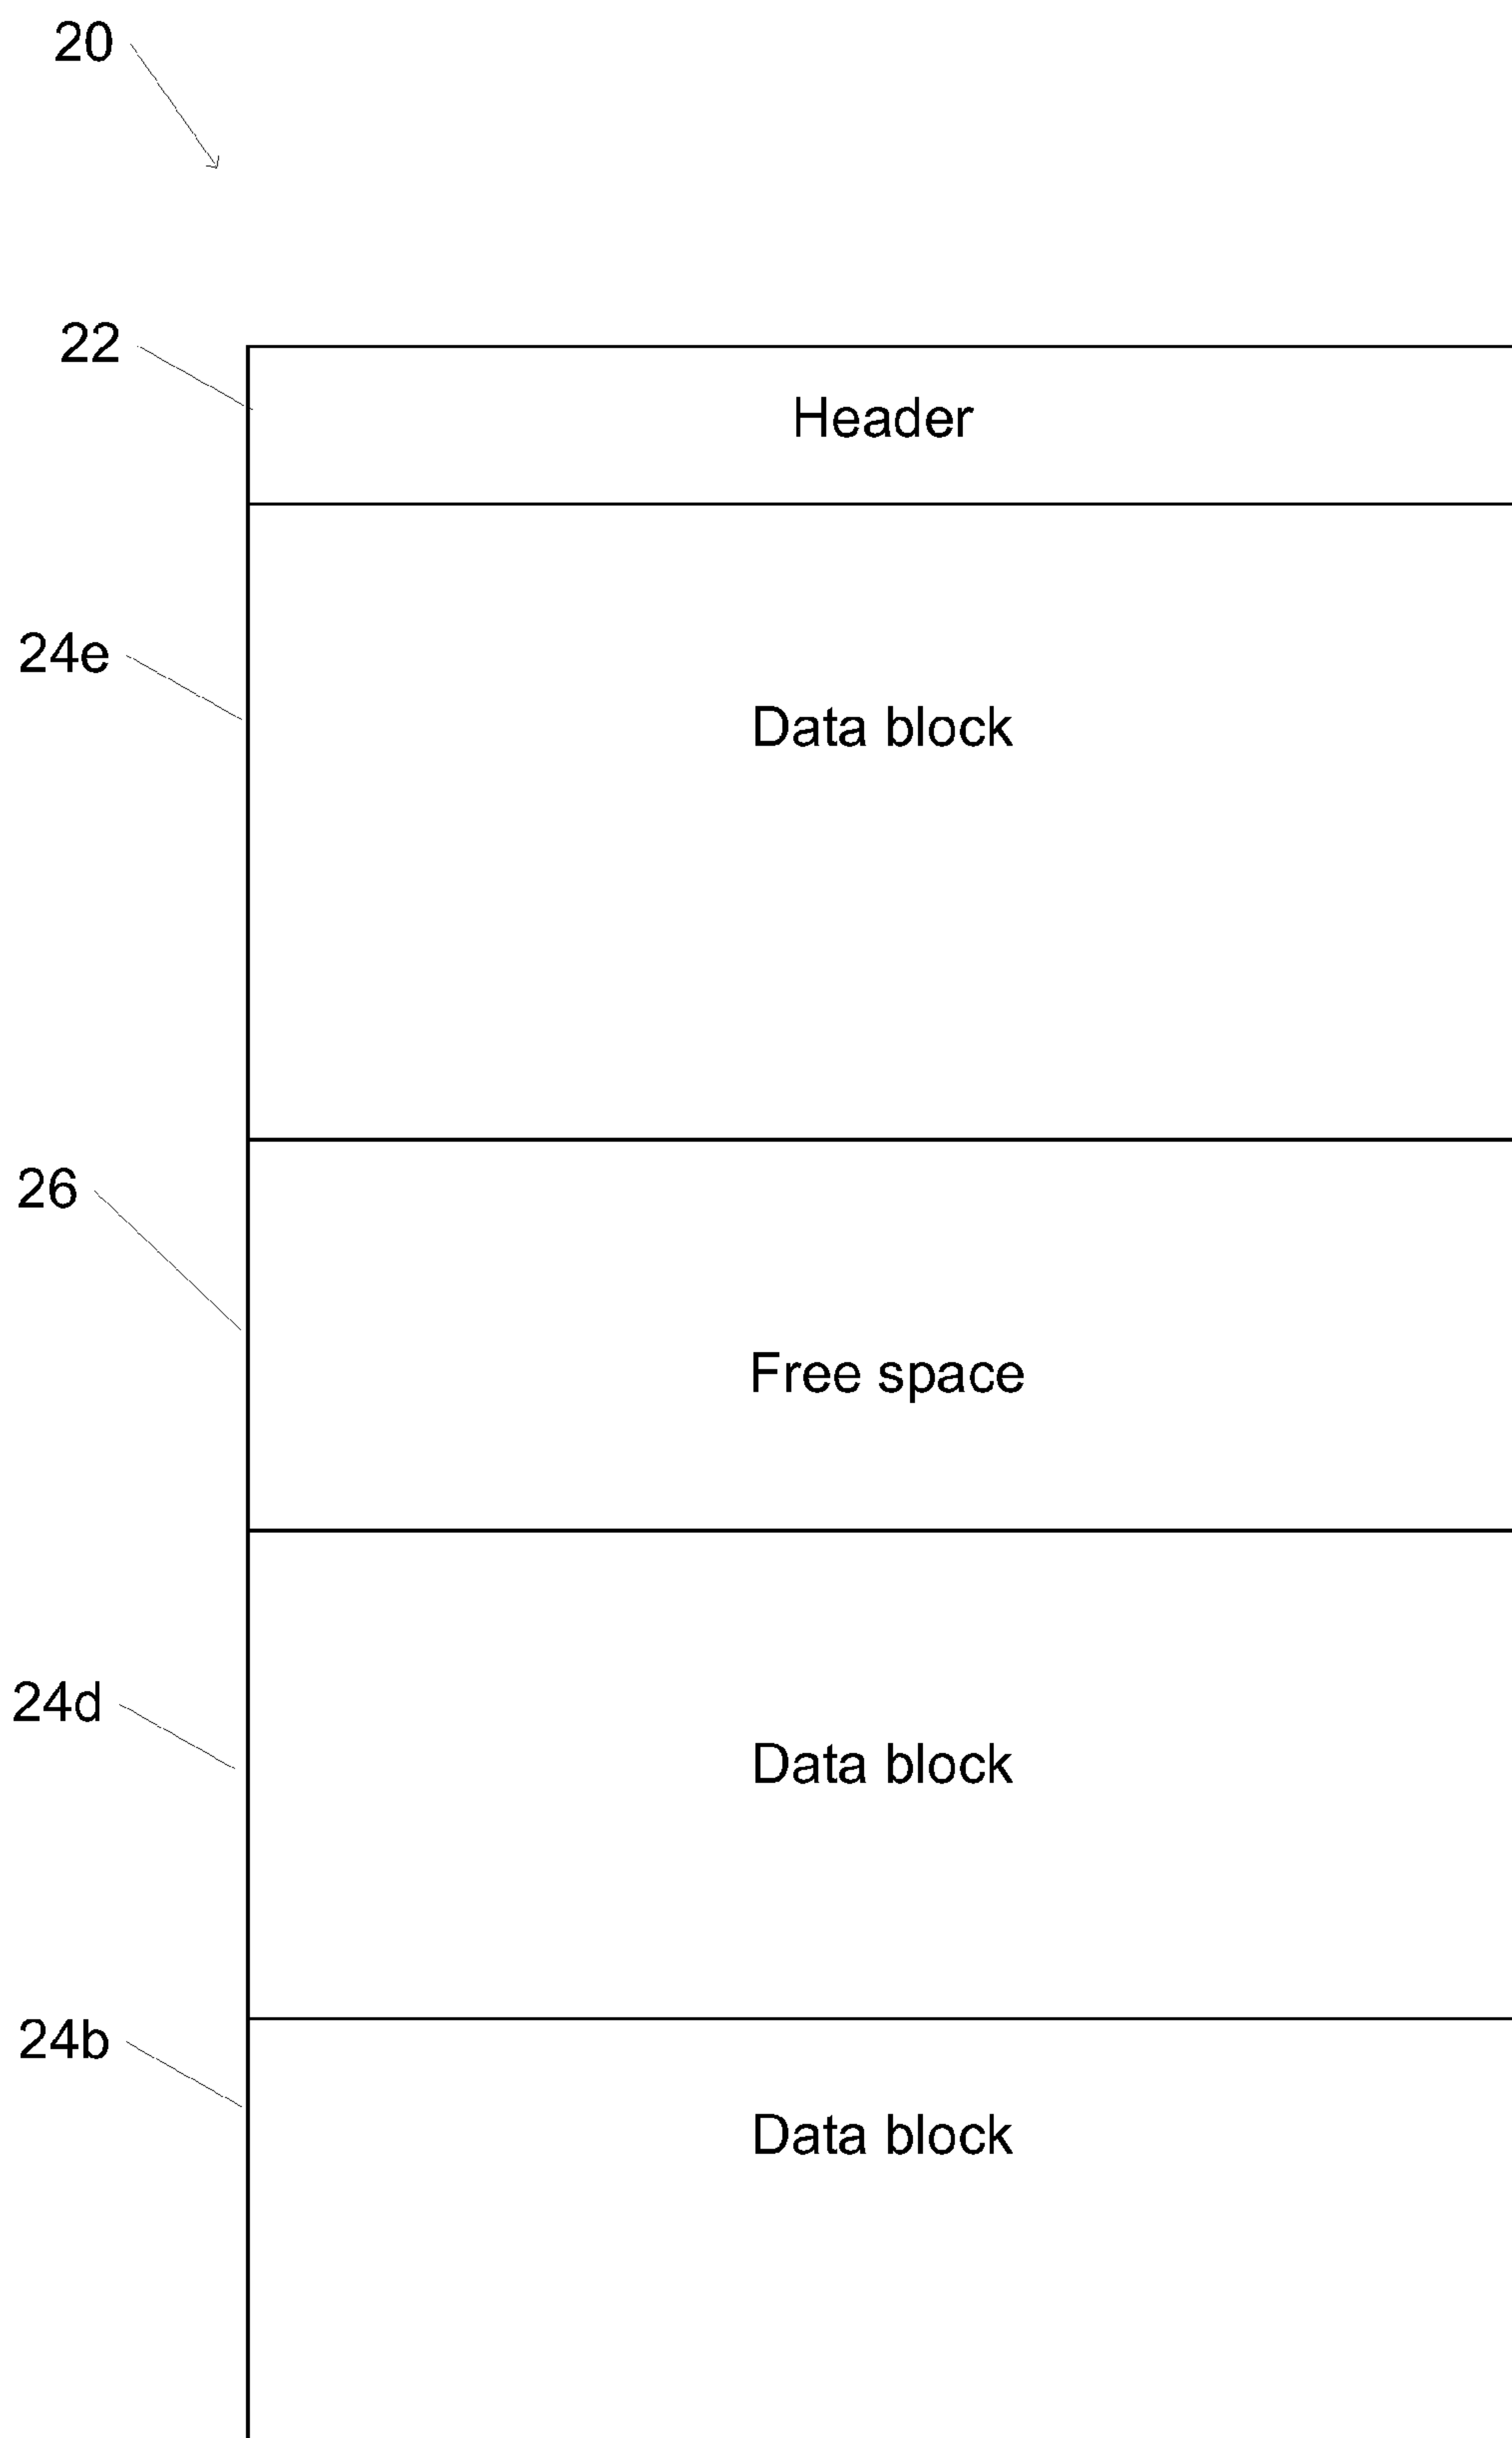 20
22
Header
24e
Data block
26
Free space
24d
Data block
24b
Data block